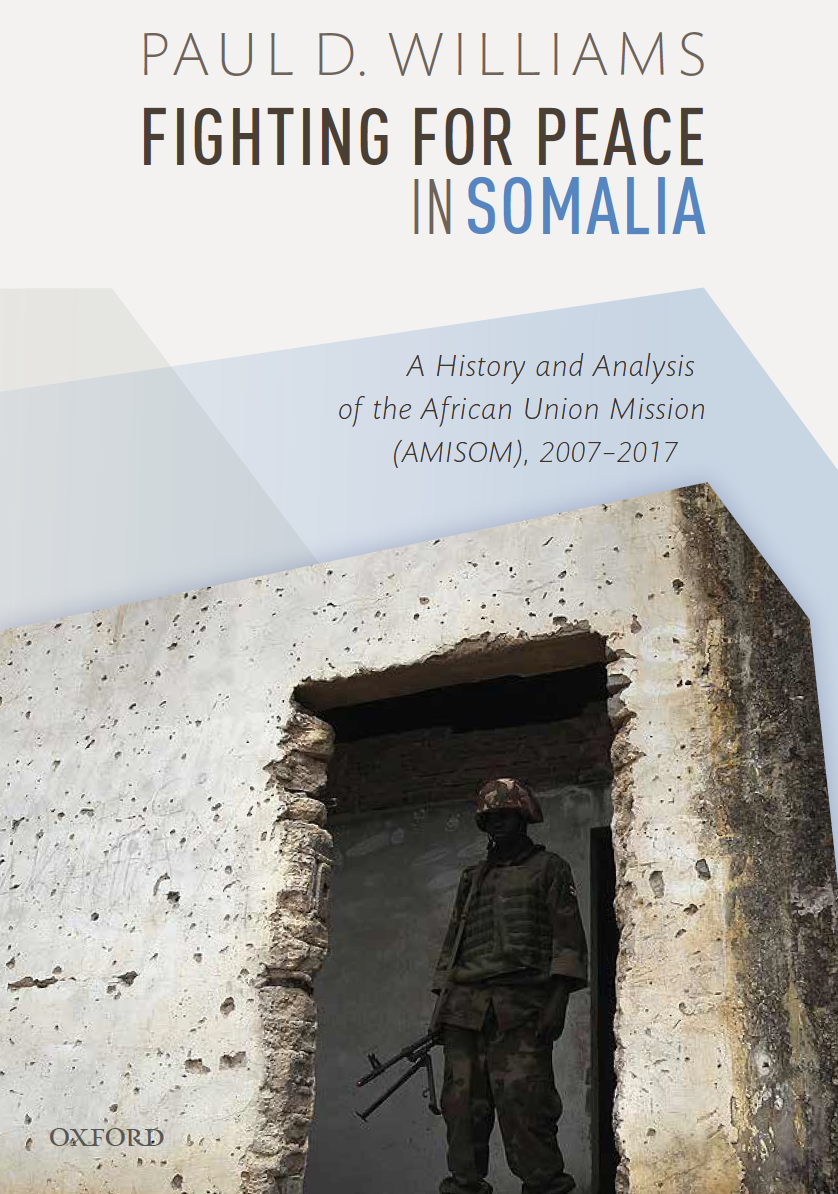 PAUL D. WILLIAMS
FIGHTING FOR PEACE
IN SOMALIA
A History and Analysis
of the African Union Mission
(AMISOM), 2007–2017
OXFORD